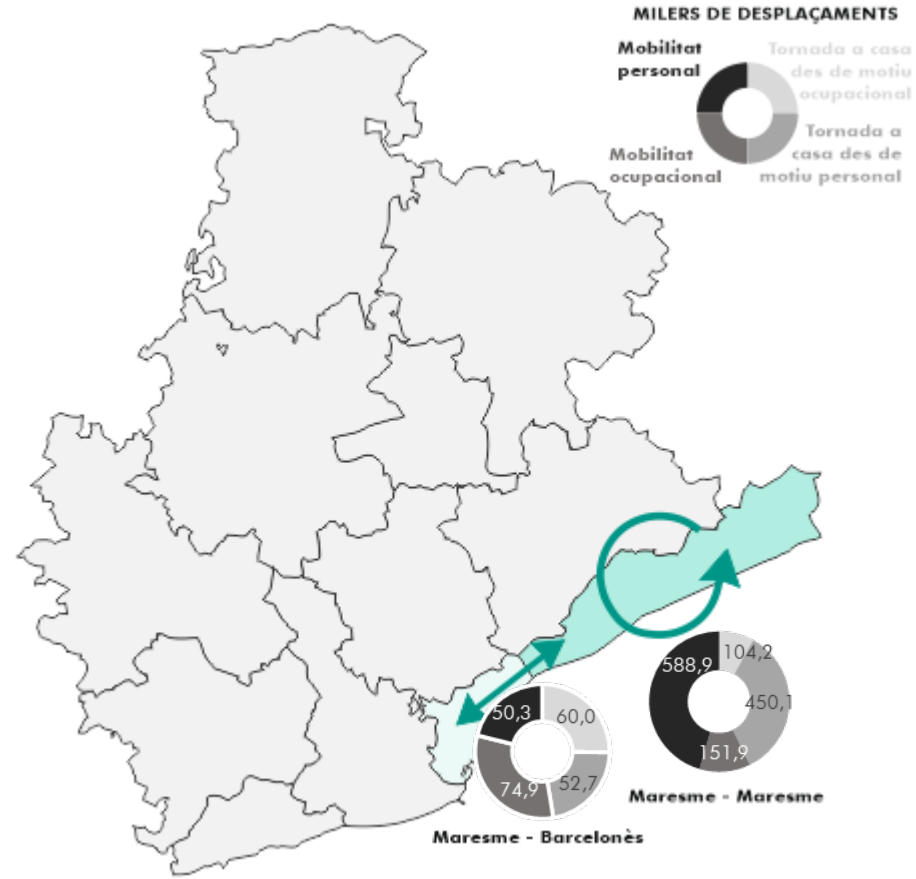 MILERS DE DESPLAÇAMENTS
Mobilitat
personal
Tornada a casa
des de motiu
ocupacional
Mobilitat
ocupacional
Tornada a
casa des de
motiu personal
588,9
104,2
450,1
151,9
Maresme - Maresme
50,3
60,0
74,9
52,7
Maresme - Barcelonès